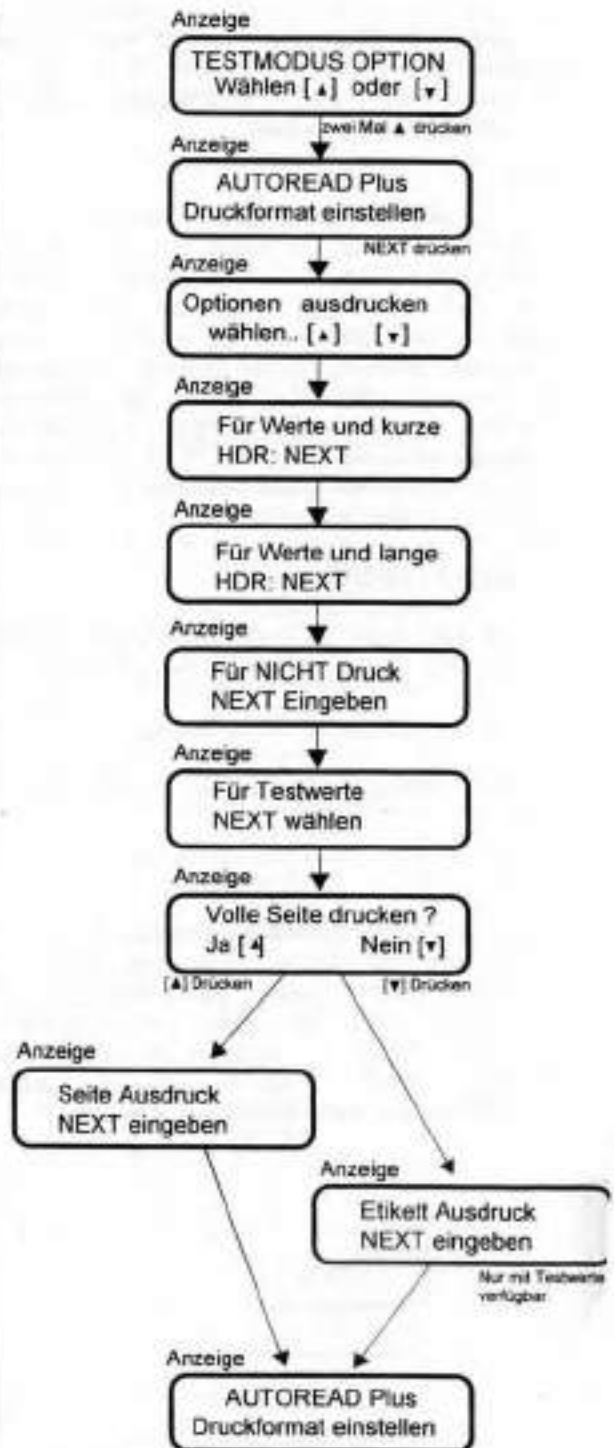 Anzeige
TESTMODUS OPTION
Wählen [▲] oder [▼]
zwei Mal ▲ drücken
Anzeige
AUTOREAD Plus
Druckformat einstellen
NEXT drücken
Anzeige
Optionen ausdrucken
wählen.. [▲] [▼]
Anzeige
Für Werte und kurze
HDR: NEXT
Anzeige
Für Werte und lange
HDR: NEXT
Anzeige
Für NICHT Druck
NEXT Eingeben
Anzeige
Für Testwerte
NEXT wählen
Anzeige
Volle Seite drucken ?
Ja [▲] Nein [▼]
[▲] Drücken [▼] Drücken
Anzeige
Seite Ausdruck
NEXT eingeben
Anzeige
Etikett Ausdruck
NEXT eingeben
Nur mit Testwerte
verfügbar
Anzeige
AUTOREAD Plus
Druckformat einstellen